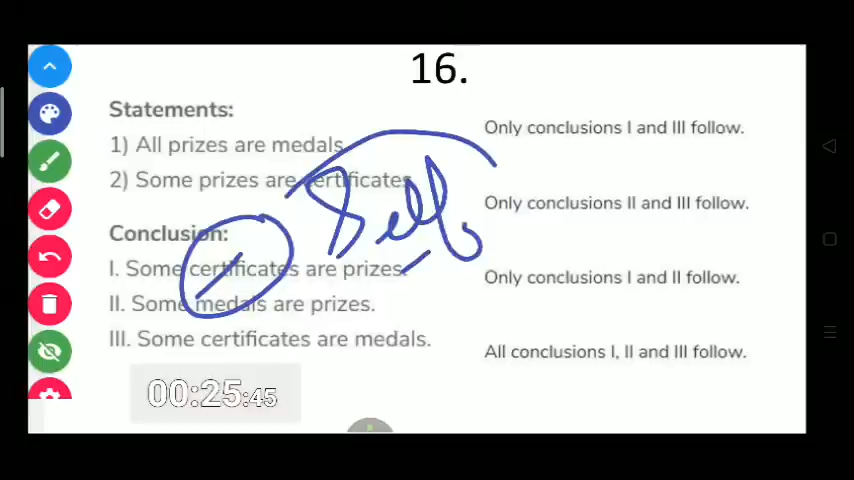 16.
Statements:
1) All prizes are medals.
2) Some prizes are certificates.
Conclusion:
I. Some certificates are prizes.
II. Some medals are prizes.
III. Some certificates are medals.
Only conclusions I and III follow.
Only conclusions II and III follow.
Only conclusions I and II follow.
All conclusions I, II and III follow.
00:25:45